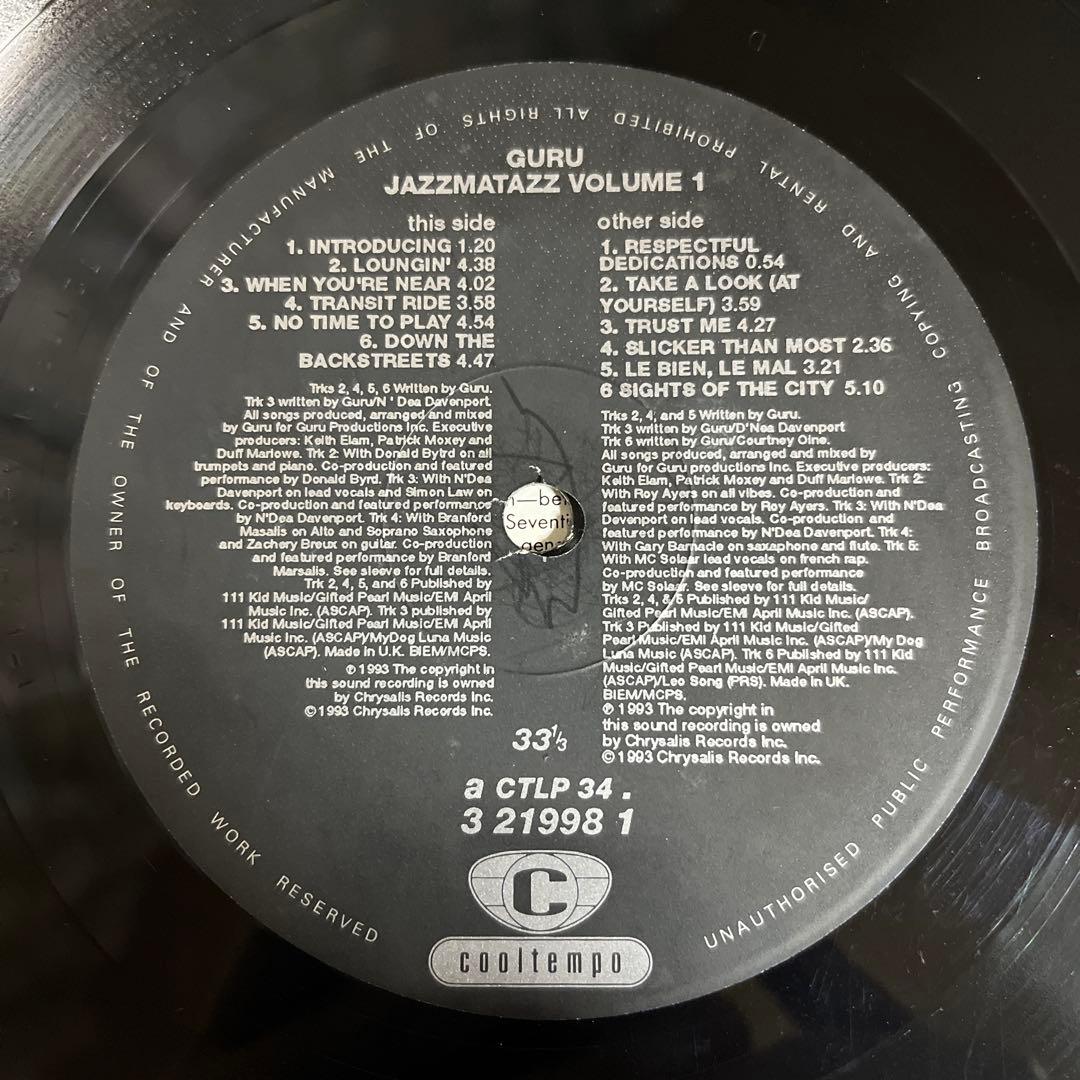 GURU
JAZZMATAZZ VOLUME 1
this side
1. INTRODUCING 1.20
2. LOUNGIN' 4.38
3. WHEN YOU'RE NEAR 4.02
4. TRANSIT RIDE 3.58
5. NO TIME TO PLAY 4.54
6. DOWN THE
BACKSTREETS 4.47
Trks 2, 4, 5, 6 Written by Guru.
Trk 3 written by Guru/N ' Dea Davenport.
All songs produced, arranged and mixed
by Guru for Guru Productions Inc. Executive
producers: Keith Elam, Patrick Moxey and
Duff Marlowe. Trk 2: With Donald Bytrd on all
trumpets and piano. Co-production and featured
performance by Donald Byrd. Trk 3: With N'Dea
Davenport on lead vocals and Simon Law on
keyboards. Co-production and featured performance
by N'Dea Davenport. Trk 4: With Branford
Masalis on Alto and Soprano Saxophone
and Zachery Breux on guitar. Co-production
and featured performance by Branford
Marsalis. See sleeve for full details.
Trk 2, 4, 5, and 6 Published by
111 Kid Music/Gifted Pearl Music/EMI April
Music Inc. (ASCAP). Trk 3 published by
111 Kid Music/Gifted Pearl Music/EMI April
Music Inc. (ASCAP)/MyDog Luna Music
(ASCAP). Made in U.K. BIEM/MCPS.
℗ 1993 The copyright in
this sound recording is owned
by Chrysalis Records Inc.
© 1993 Chrysalis Records Inc.
other side
1. RESPECTFUL
DEDICATIONS 0.54
2. TAKE A LOOK (AT
YOURSELF) 3.59
3. TRUST ME 4.27
4. SLICKER THAN MOST 2.36
5. LE BIEN, LE MAL 3.21
6 SIGHTS OF THE CITY 5.10
Trks 2, 4, and 5 Written by Guru.
Trk 3 written by Guru/D'Nea Davenport
Trk 6 written by Guru/Courtney Oine.
All songs produced, arranged and mixed by
Guru for Guru productions Inc. Executive producers:
Keith Elam, Patrick Moxey and Duff Marlowe. Trk 2:
With Roy Ayers on all vibes. Co-production and
featured performance by Roy Ayers. Trk 3: With N'Dea
Devenport on lead vocals. Co-production and
featured performance by N'Dea Davenport. Trk 4:
With Gary Barnacle on saxaphone and flute. Trk 5:
With MC Solaar lead vocals on french rap.
Co-production and featured performance
by MC Solaar. See sleeve for full details.
Trks 2, 4, & 5 Published by 111 Kid Music/
Gifted Pearl Music/EMI April Music Inc. (ASCAP).
Trk 3 Published by 111 Kid Music/Gifted
Pearl Music/EMI April Music Inc. (ASCAP)/My Dog
Luna Music (ASCAP). Trk 6 Published by 111 Kid
Music/Gifted Peart Music/EMI April Music Inc.
(ASCAP)/Leo Song (PRS). Made In UK.
BIEM/MCPS.
℗ 1993 The copyright in
this sound recording is owned
by Chrysalis Records Inc.
© 1993 Chrysalis Records Inc.
33⅓
a CTLP 34 .
3 21998 1
C
cooltempo
ALL RIGHTS OF THE MANUFACTURER AND OF THE OWNER OF THE RECORDED WORK RESERVED
UNAUTHORISED PUBLIC PERFORMANCE BROADCASTING COPYING AND RENTAL PROHIBITED